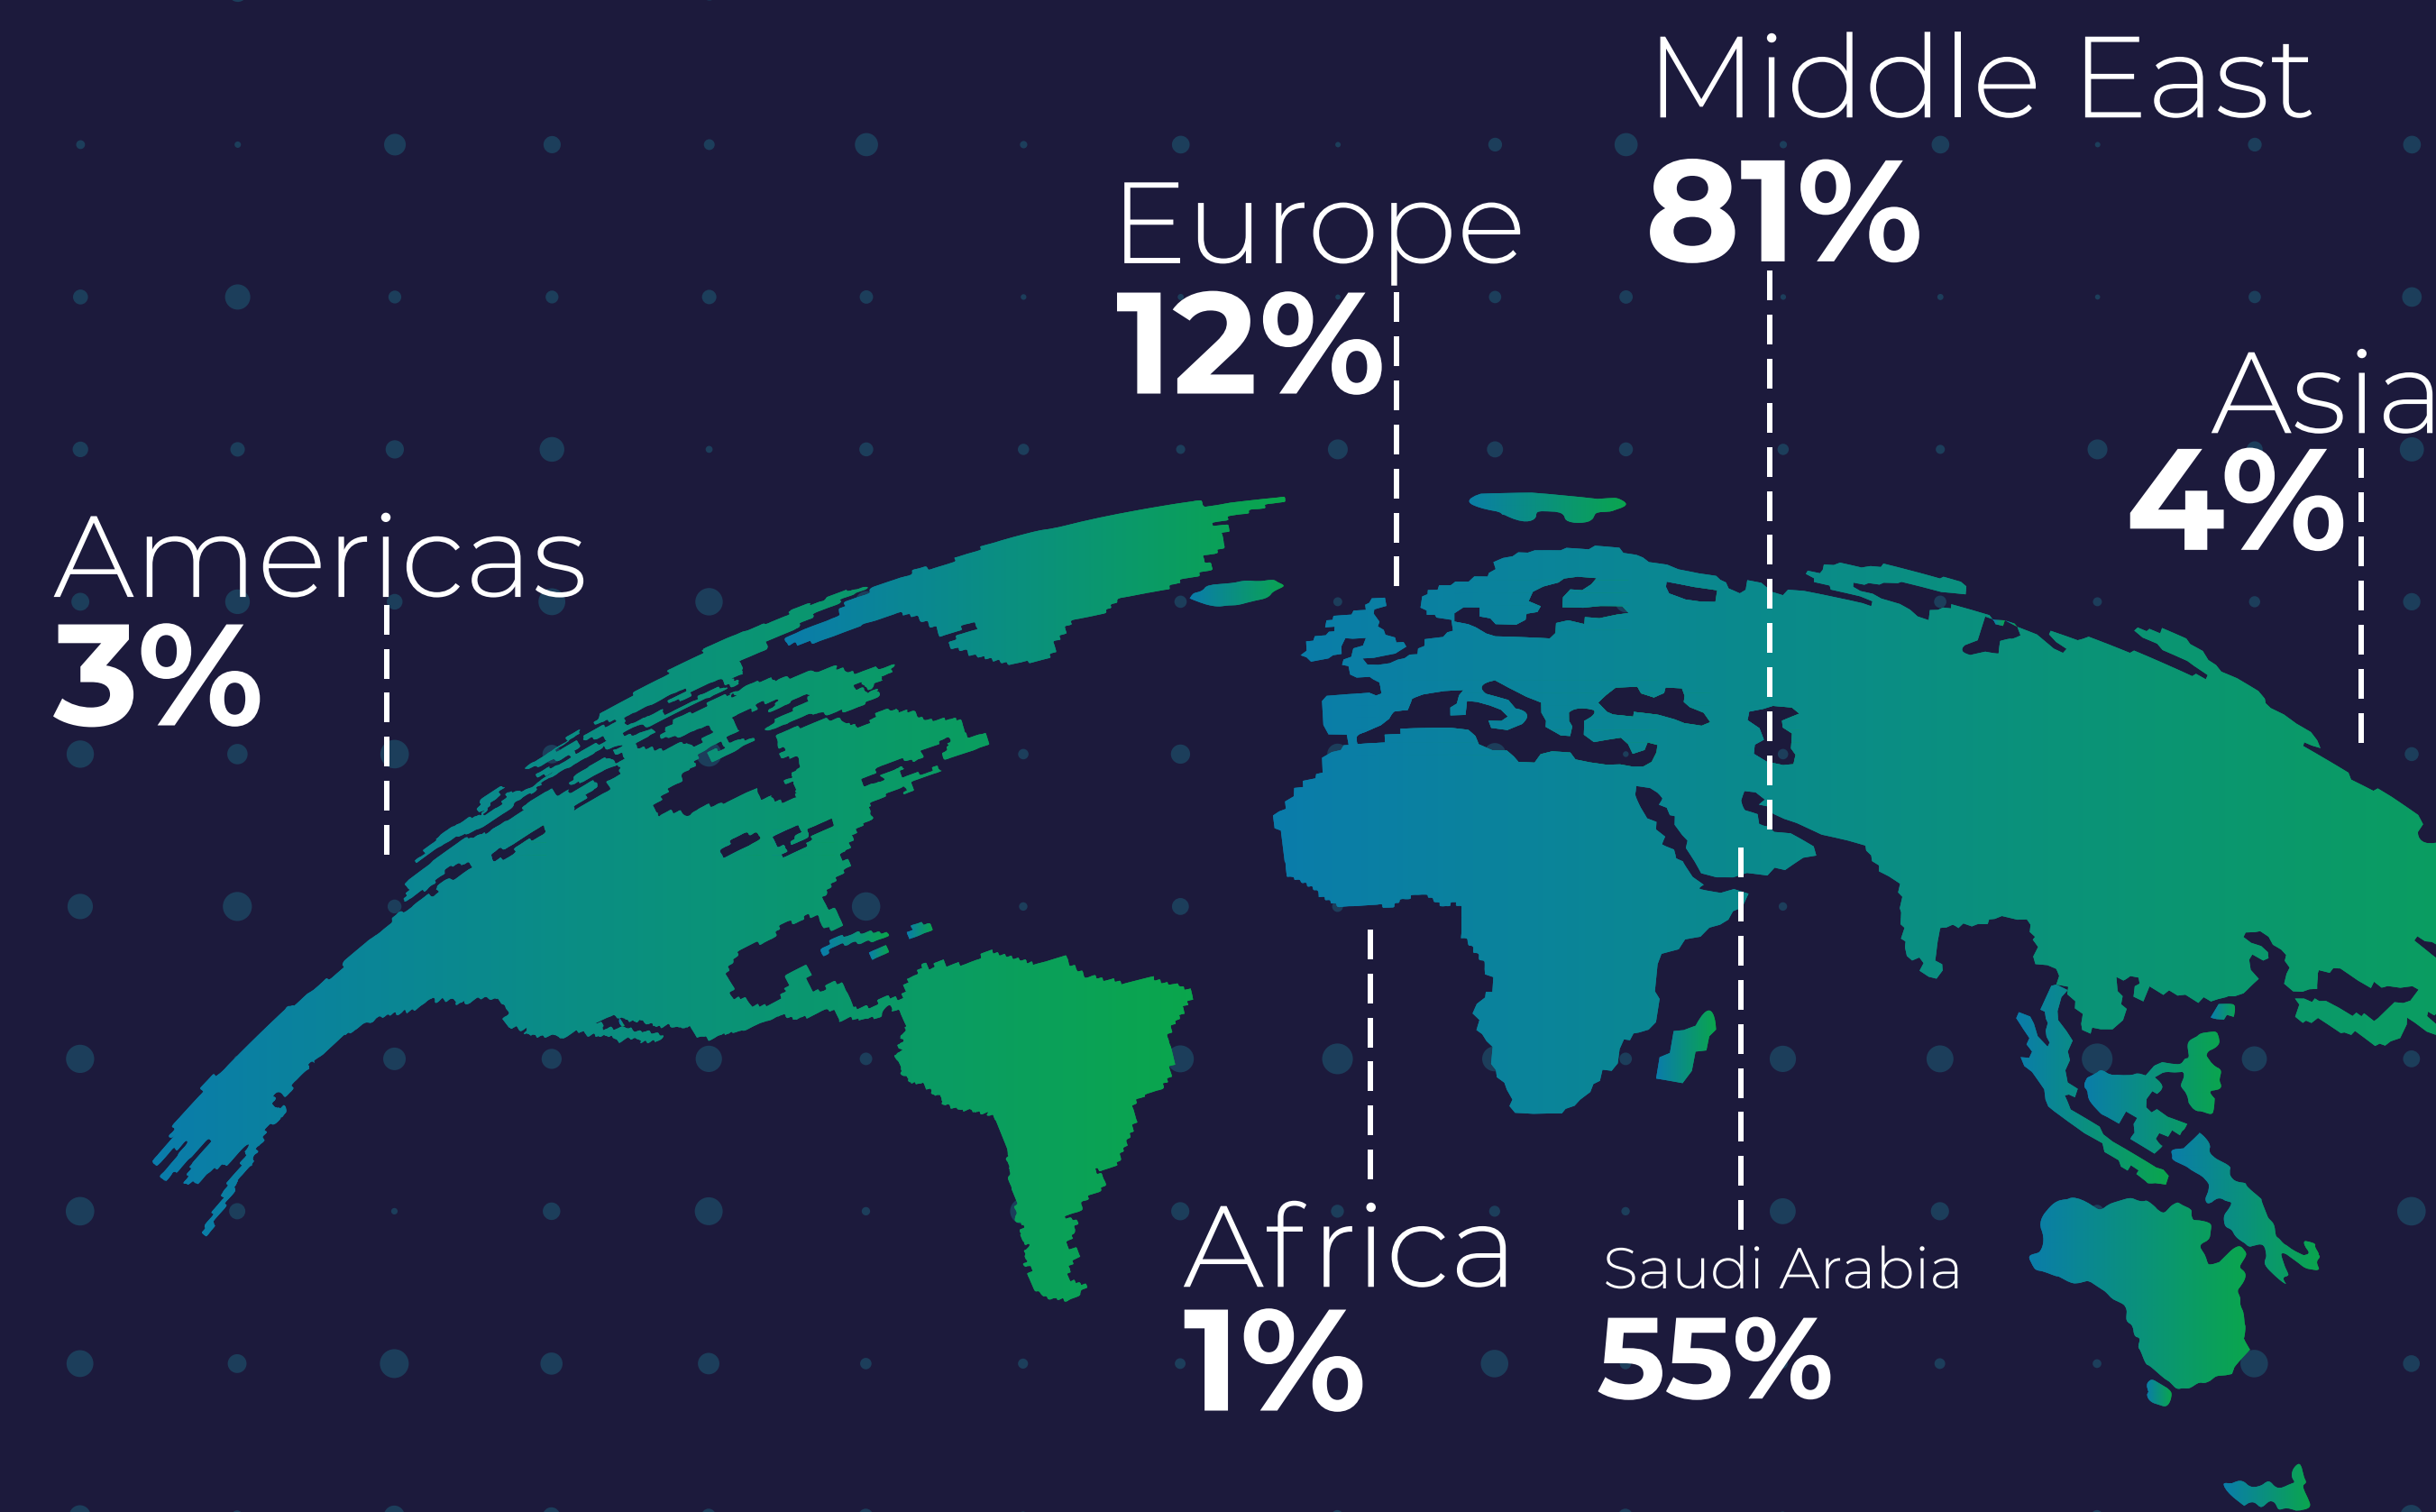 Middle East
81%
Europe
12%
Asia
4%
Americas
3%
Africa
1%
Saudi Arabia
55%